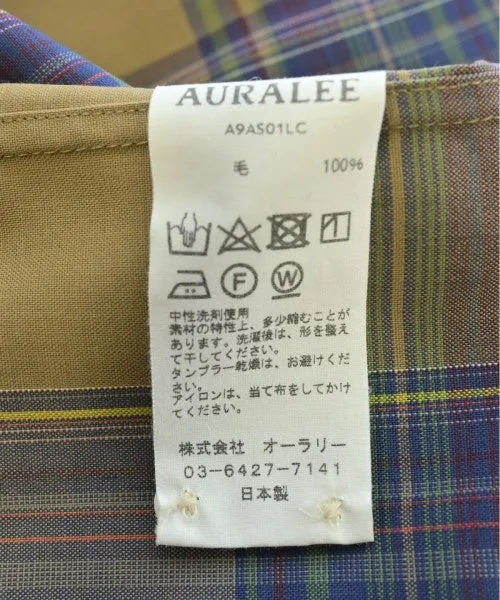 AURALEE
A9AS01LC
毛 100%
F W
中性洗剤使用
素材の特性上、多少縮むことが
あります。洗濯後は、形を整え
て干してください。
タンブラー乾燥は、お避けくだ
さい。
アイロンは、当て布をしてかけ
てください。
株式会社 オーラリー
03-6427-7141
日本製